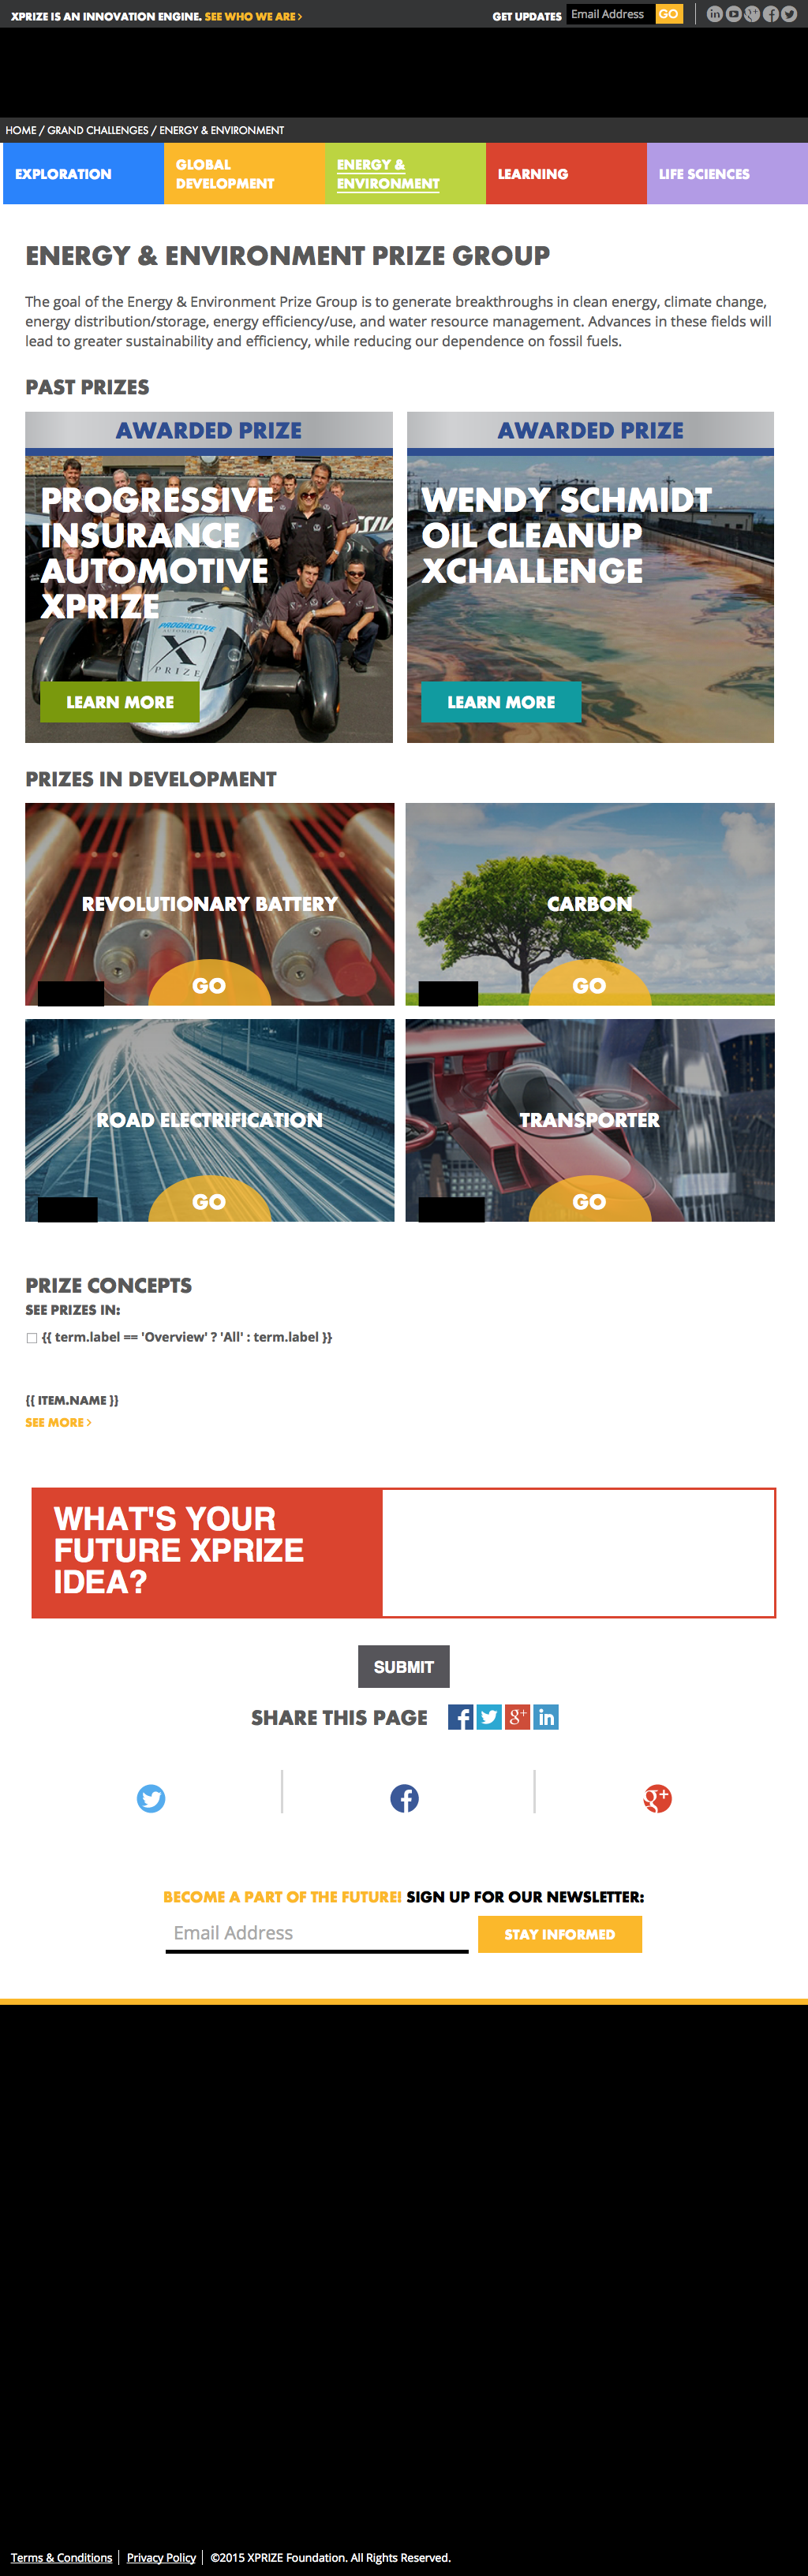 XPRIZE IS AN INNOVATION ENGINE. SEE WHO WE ARE >
GET UPDATES Email Address GO
HOME / GRAND CHALLENGES / ENERGY & ENVIRONMENT
EXPLORATION
GLOBAL
DEVELOPMENT
ENERGY &
ENVIRONMENT
LEARNING
LIFE SCIENCES
ENERGY & ENVIRONMENT PRIZE GROUP
The goal of the Energy & Environment Prize Group is to generate breakthroughs in clean energy, climate change,
energy distribution/storage, energy efficiency/use, and water resource management. Advances in these fields will
lead to greater sustainability and efficiency, while reducing our dependence on fossil fuels.
PAST PRIZES
AWARDED PRIZE
PROGRESSIVE
INSURANCE
AUTOMOTIVE
XPRIZE
PROGRESSIVE
AUTOMOTIVE
X
PRIZE
LEARN MORE
AWARDED PRIZE
WENDY SCHMIDT
OIL CLEANUP
XCHALLENGE
LEARN MORE
PRIZES IN DEVELOPMENT
REVOLUTIONARY BATTERY
GO
CARBON
GO
ROAD ELECTRIFICATION
GO
TRANSPORTER
GO
PRIZE CONCEPTS
SEE PRIZES IN:
{{ term.label == 'Overview' ? 'All' : term.label }}
{{ ITEM.NAME }}
SEE MORE >
WHAT'S YOUR
FUTURE XPRIZE
IDEA?
SUBMIT
SHARE THIS PAGE
BECOME A PART OF THE FUTURE! SIGN UP FOR OUR NEWSLETTER:
Email Address
STAY INFORMED
Terms & Conditions | Privacy Policy | ©2015 XPRIZE Foundation. All Rights Reserved.